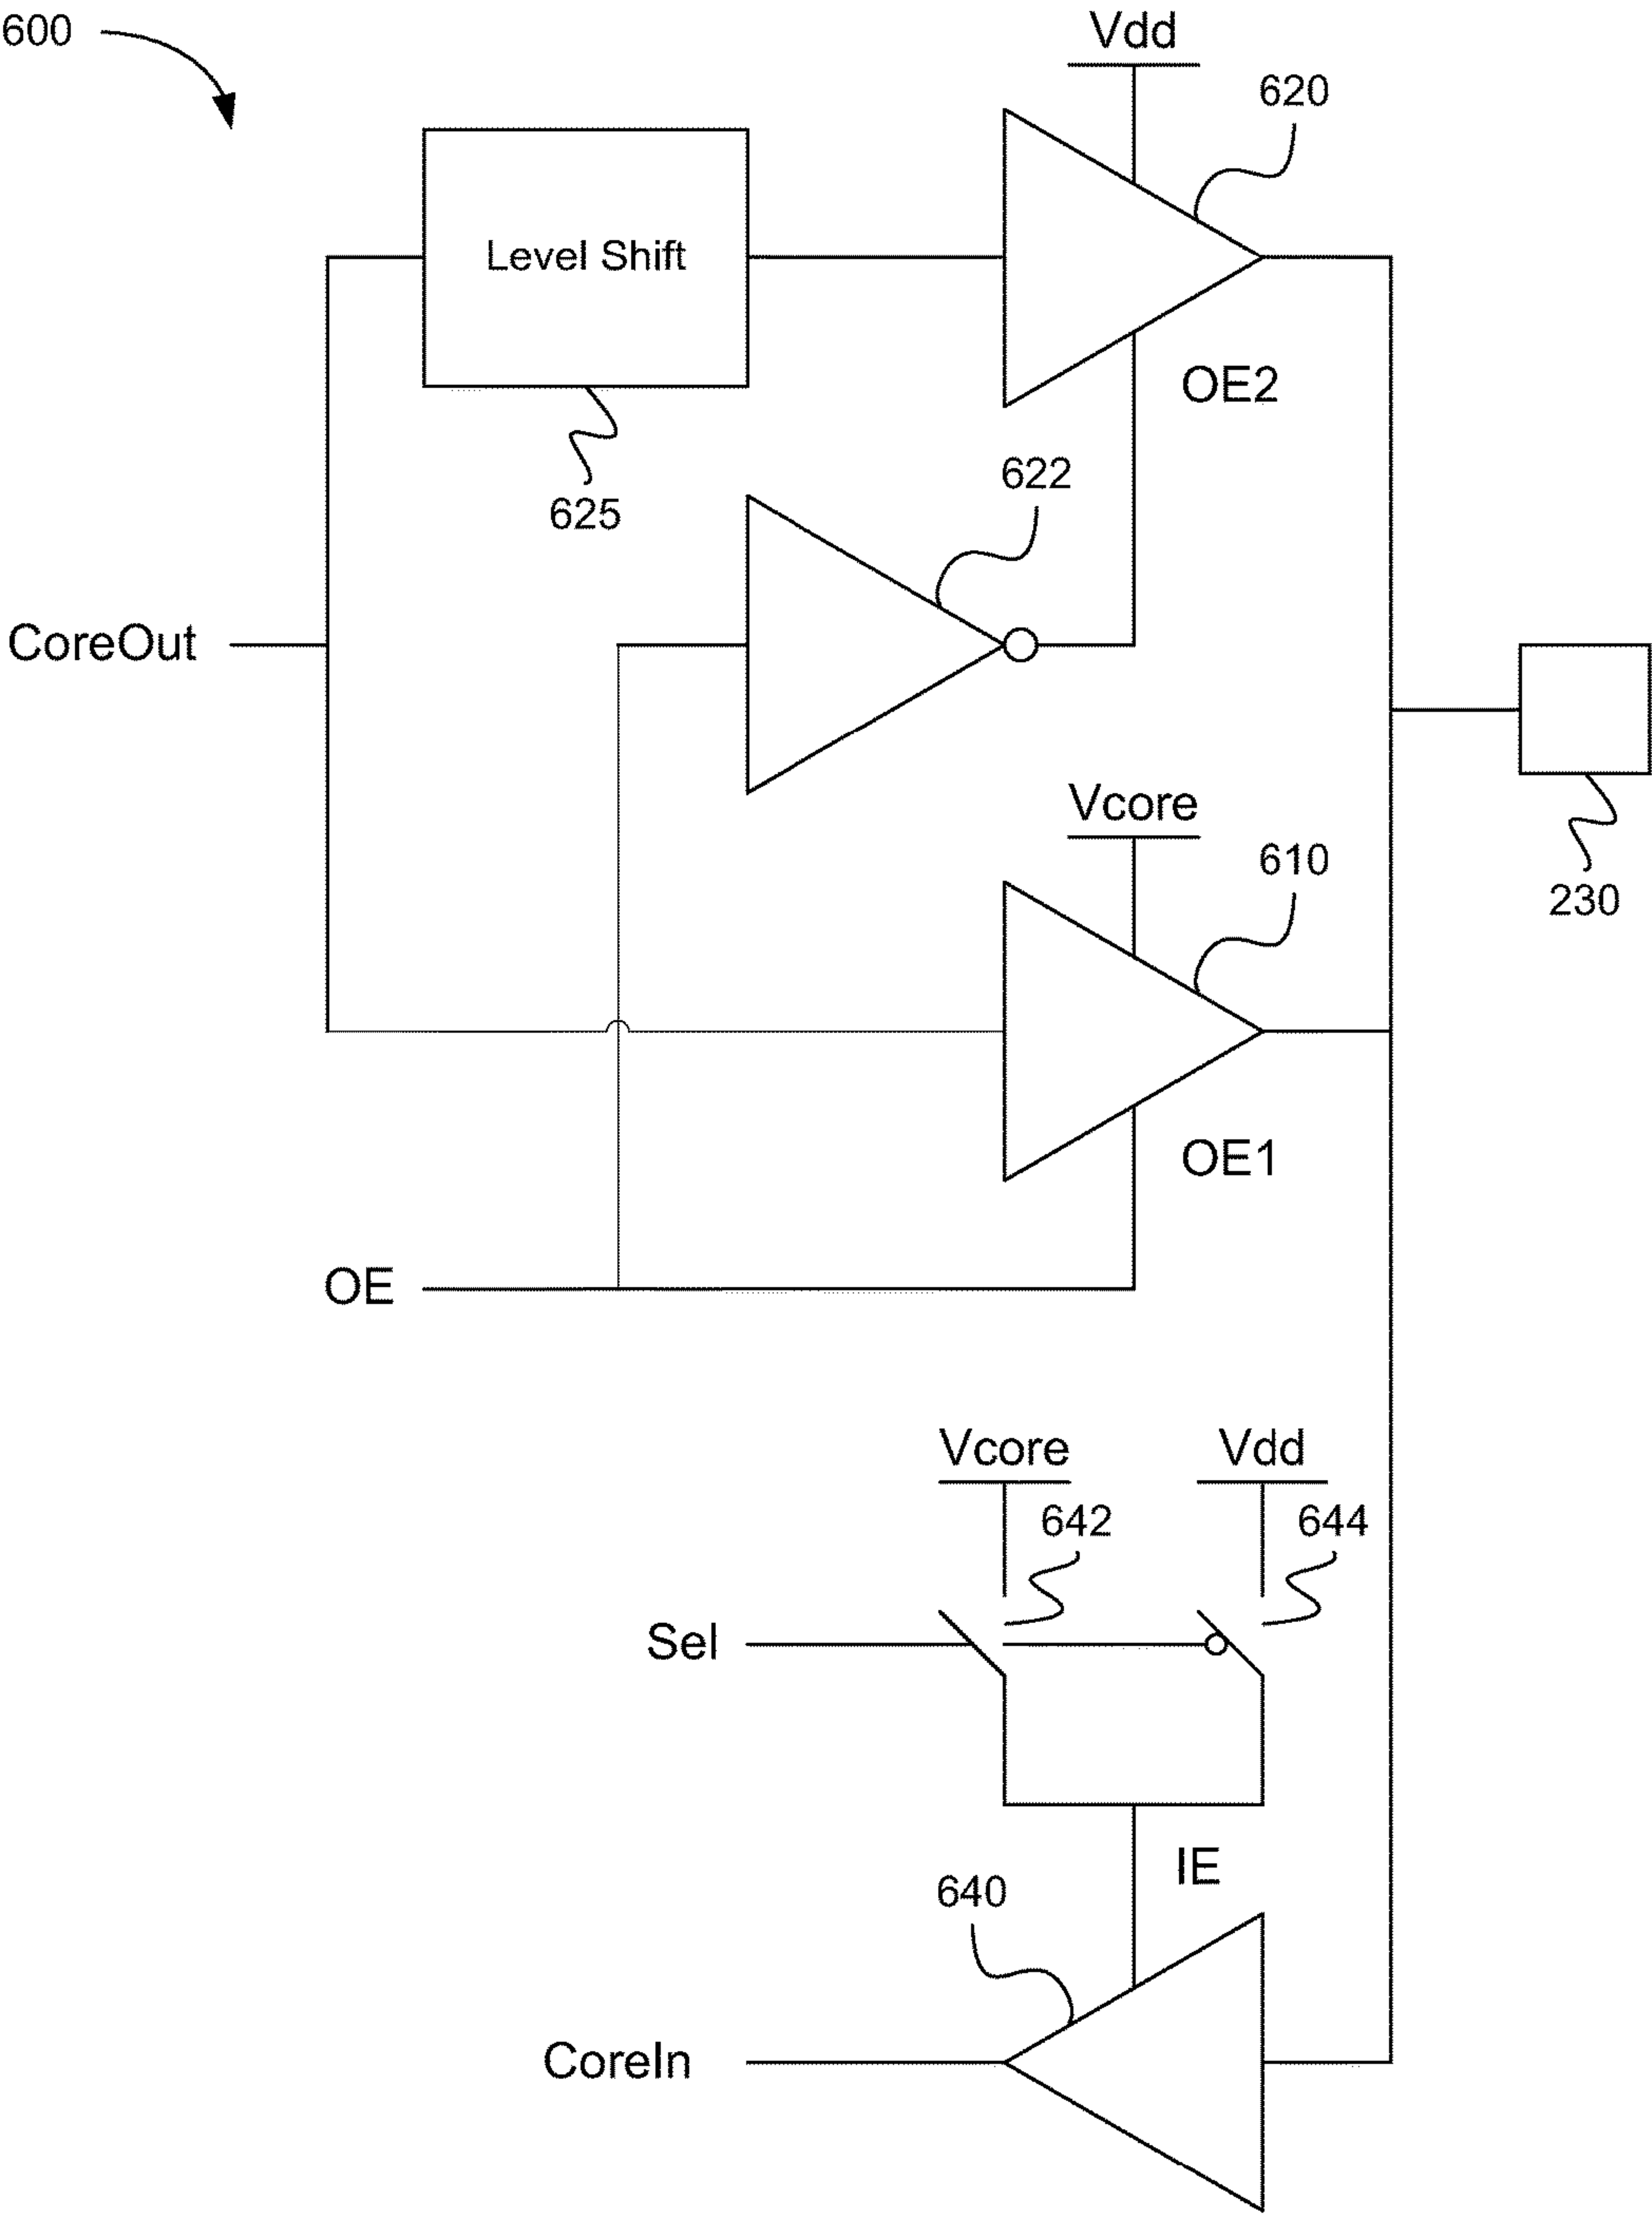 600
Vdd
620
Level Shift
OE2
622
625
CoreOut
Vcore
610
230
OE1
OE
Vcore
Vdd
642
644
Sel
IE
640
CoreIn